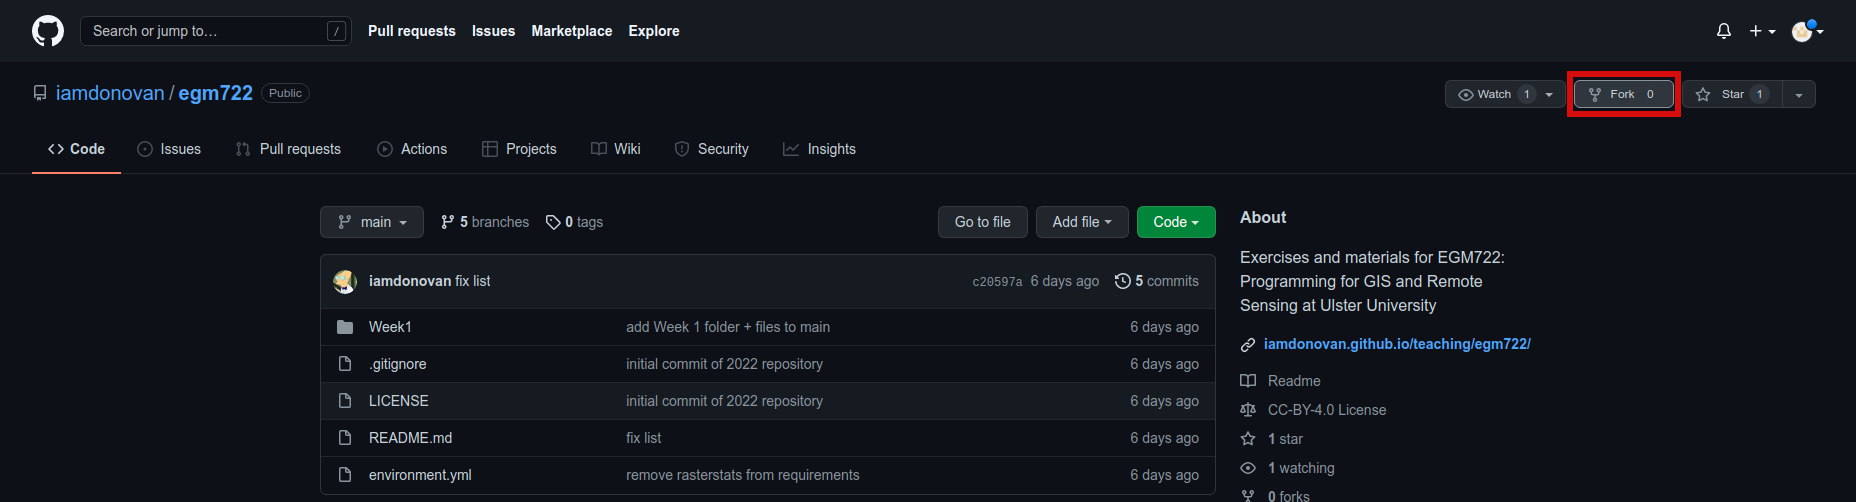 Search or jump to… /
Pull requests Issues Marketplace Explore
iamdonovan / egm722 Public
Watch 1 Fork 0 Star 1
Code Issues Pull requests Actions Projects Wiki Security Insights
main 5 branches 0 tags Go to file Add file Code
iamdonovan fix list c20597a 6 days ago 5 commits
Week1 add Week 1 folder + files to main 6 days ago
.gitignore initial commit of 2022 repository 6 days ago
LICENSE initial commit of 2022 repository 6 days ago
README.md fix list 6 days ago
environment.yml remove rasterstats from requirements 6 days ago
About
Exercises and materials for EGM722:
Programming for GIS and Remote
Sensing at Ulster University
iamdonovan.github.io/teaching/egm722/
Readme
CC-BY-4.0 License
1 star
1 watching
0 forks